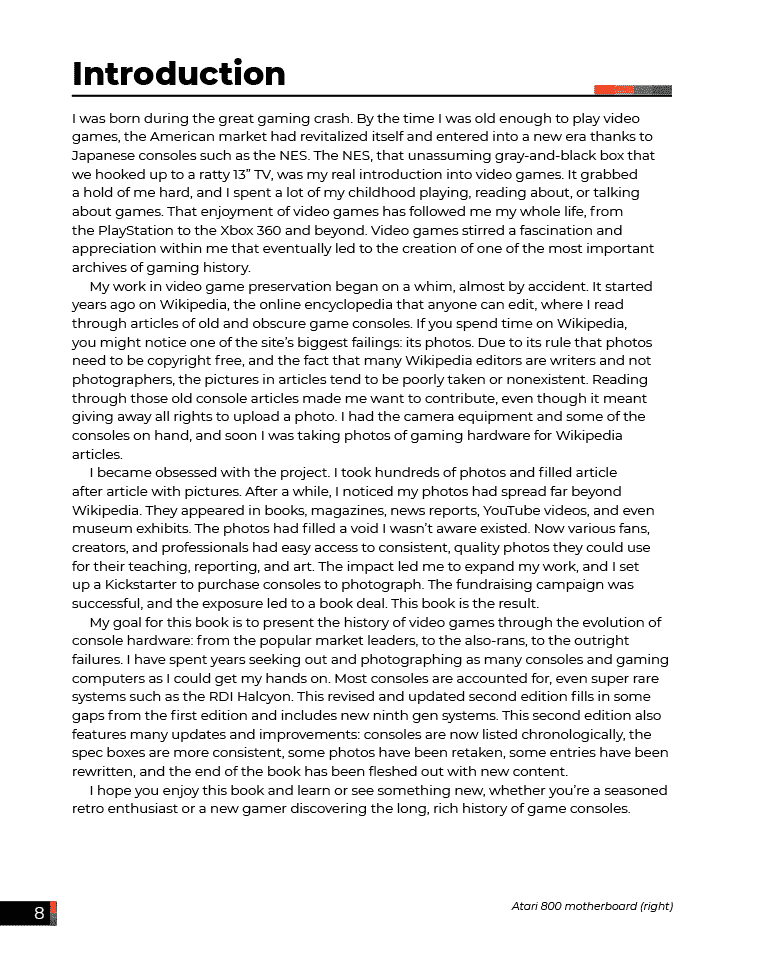 Introduction
I was born during the great gaming crash. By the time I was old enough to play video
games, the American market had revitalized itself and entered into a new era thanks to
Japanese consoles such as the NES. The NES, that unassuming gray-and-black box that
we hooked up to a ratty 13” TV, was my real introduction into video games. It grabbed
a hold of me hard, and I spent a lot of my childhood playing, reading about, or talking
about games. That enjoyment of video games has followed me my whole life, from
the PlayStation to the Xbox 360 and beyond. Video games stirred a fascination and
appreciation within me that eventually led to the creation of one of the most important
archives of gaming history.
My work in video game preservation began on a whim, almost by accident. It started
years ago on Wikipedia, the online encyclopedia that anyone can edit, where I read
through articles of old and obscure game consoles. If you spend time on Wikipedia,
you might notice one of the site’s biggest failings: its photos. Due to its rule that photos
need to be copyright free, and the fact that many Wikipedia editors are writers and not
photographers, the pictures in articles tend to be poorly taken or nonexistent. Reading
through those old console articles made me want to contribute, even though it meant
giving away all rights to upload a photo. I had the camera equipment and some of the
consoles on hand, and soon I was taking photos of gaming hardware for Wikipedia
articles.
I became obsessed with the project. I took hundreds of photos and filled article
after article with pictures. After a while, I noticed my photos had spread far beyond
Wikipedia. They appeared in books, magazines, news reports, YouTube videos, and even
museum exhibits. The photos had filled a void I wasn’t aware existed. Now various fans,
creators, and professionals had easy access to consistent, quality photos they could use
for their teaching, reporting, and art. The impact led me to expand my work, and I set
up a Kickstarter to purchase consoles to photograph. The fundraising campaign was
successful, and the exposure led to a book deal. This book is the result.
My goal for this book is to present the history of video games through the evolution of
console hardware: from the popular market leaders, to the also-rans, to the outright
failures. I have spent years seeking out and photographing as many consoles and gaming
computers as I could get my hands on. Most consoles are accounted for, even super rare
systems such as the RDI Halcyon. This revised and updated second edition fills in some
gaps from the first edition and includes new ninth gen systems. This second edition also
features many updates and improvements: consoles are now listed chronologically, the
spec boxes are more consistent, some photos have been retaken, some entries have been
rewritten, and the end of the book has been fleshed out with new content.
I hope you enjoy this book and learn or see something new, whether you’re a seasoned
retro enthusiast or a new gamer discovering the long, rich history of game consoles.
Atari 800 motherboard (right)
8